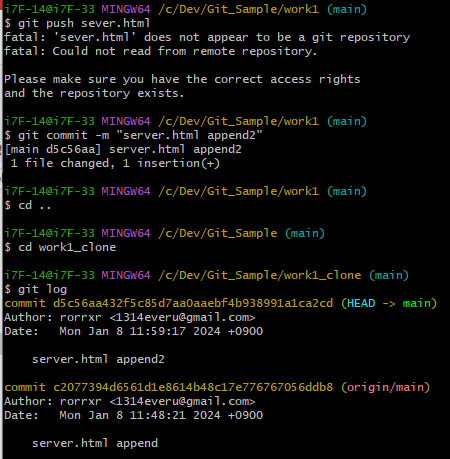 i7F-14@i7F-33 MINGW64 /c/Dev/Git_Sample/work1 (main)
$ git push sever.html
fatal: 'sever.html' does not appear to be a git repository
fatal: Could not read from remote repository.
Please make sure you have the correct access rights
and the repository exists.
i7F-14@i7F-33 MINGW64 /c/Dev/Git_Sample/work1 (main)
$ git commit -m "server.html append2"
[main d5c56aa] server.html append2
1 file changed, 1 insertion(+)
i7F-14@i7F-33 MINGW64 /c/Dev/Git_Sample/work1 (main)
$ cd ..
i7F-14@i7F-33 MINGW64 /c/Dev/Git_Sample (main)
$ cd work1_clone
i7F-14@i7F-33 MINGW64 /c/Dev/Git_Sample/work1_clone (main)
$ git log
commit d5c56aa432f5c85d7aa0aaebf4b938991a1ca2cd (HEAD -> main)
Author: rorrxr <1314everu@gmail.com>
Date:   Mon Jan 8 11:59:17 2024 +0900
server.html append2
commit c2077394d6561d1e8614b48c17e776767056ddb8 (origin/main)
Author: rorrxr <1314everu@gmail.com>
Date:   Mon Jan 8 11:48:21 2024 +0900
server.html append